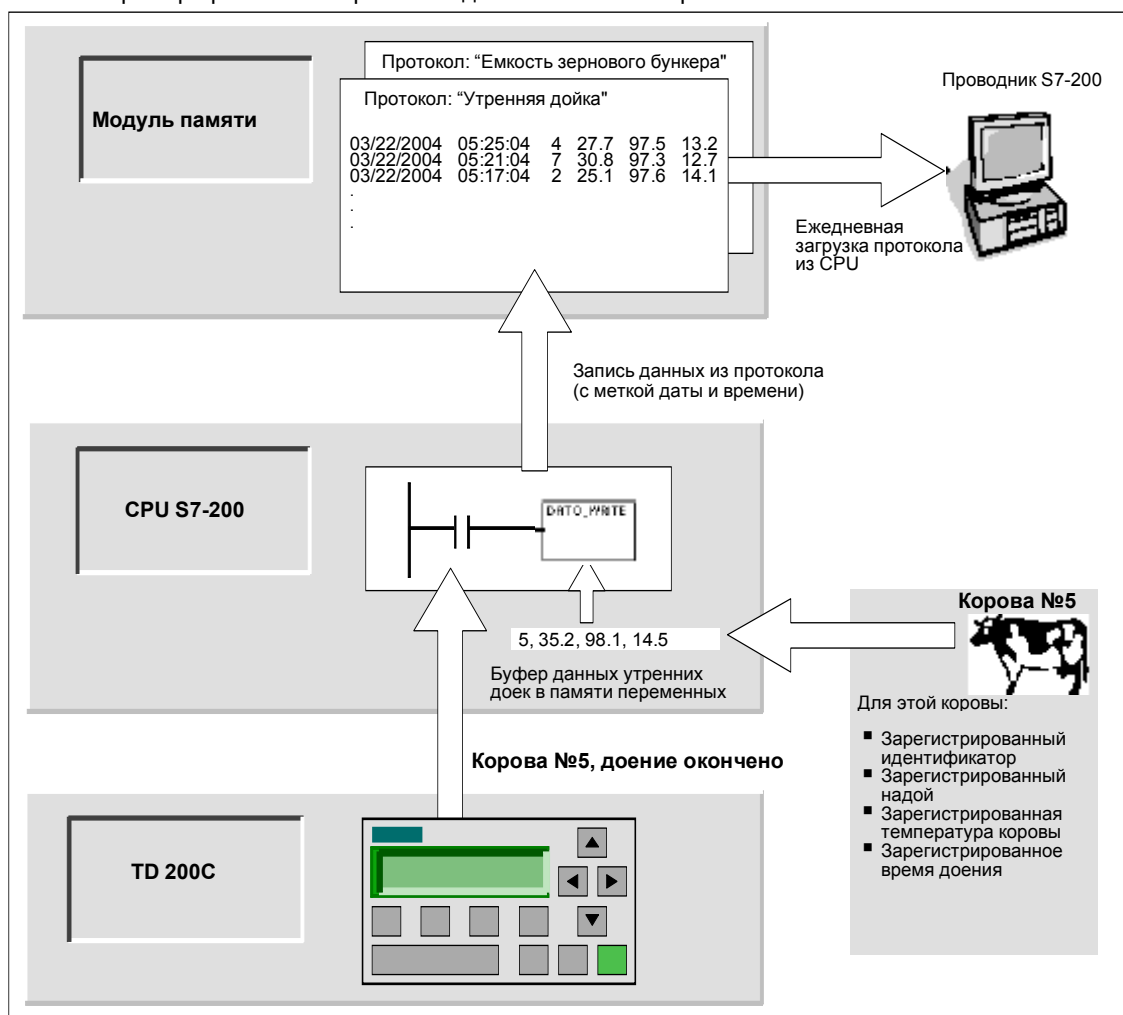 Протокол: “Емкость зернового бункера"
Протокол: “Утренняя дойка"
Проводник S7-200
Модуль памяти
03/22/2004 05:25:04 4 27.7 97.5 13.2
03/22/2004 05:21:04 7 30.8 97.3 12.7
03/22/2004 05:17:04 2 25.1 97.6 14.1
.
.
.
Ежедневная
загрузка протокола
из CPU
Запись данных из протокола
(с меткой даты и времени)
CPU S7-200
5, 35.2, 98.1, 14.5
Буфер данных утренних
доек в памяти переменных
Корова №5
Для этой коровы:
▪ Зарегистрированный
идентификатор
▪ Зарегистрированный
надой
▪ Зарегистрированная
температура коровы
▪ Зарегистрированное
время доения
Корова №5, доение окончено
TD 200C